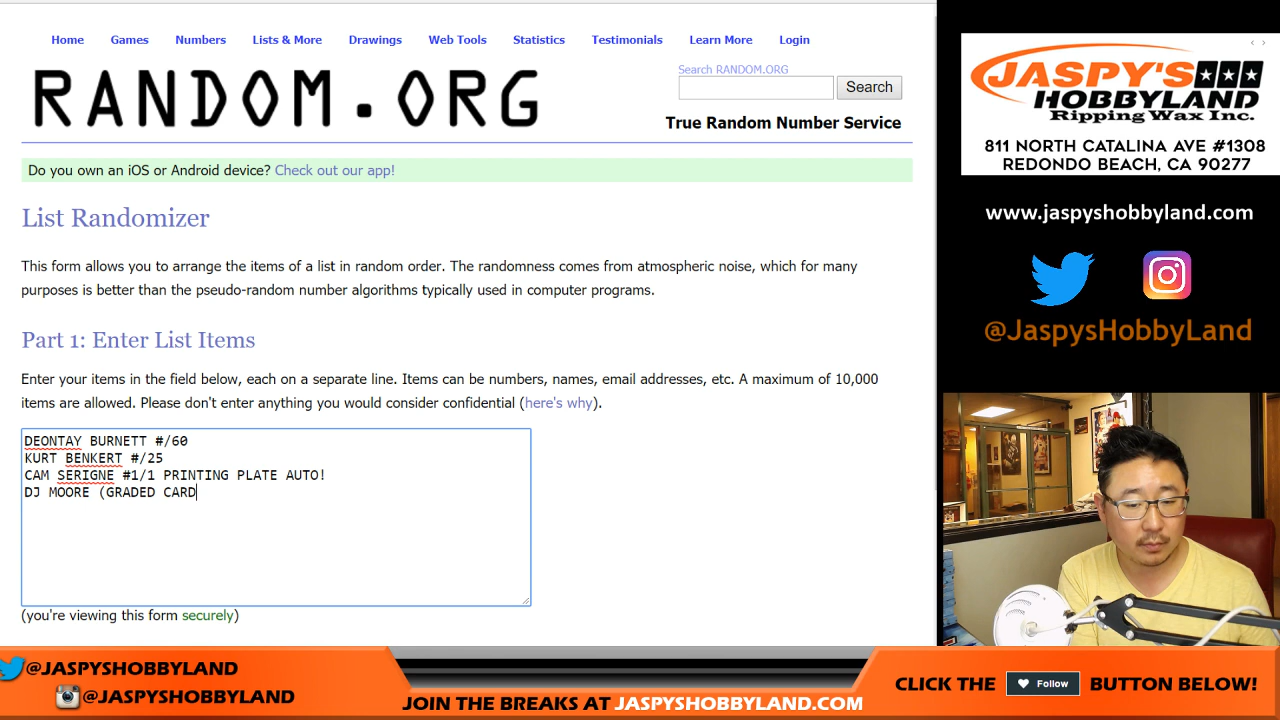 Home Games Numbers Lists & More Drawings Web Tools Statistics Testimonials Learn More Login
RANDOM.ORG
Search RANDOM.ORG
Search
True Random Number Service
Do you own an iOS or Android device? Check out our app!
List Randomizer
This form allows you to arrange the items of a list in random order. The randomness comes from atmospheric noise, which for many
purposes is better than the pseudo-random number algorithms typically used in computer programs.
Part 1: Enter List Items
Enter your items in the field below, each on a separate line. Items can be numbers, names, email addresses, etc. A maximum of 10,000
items are allowed. Please don't enter anything you would consider confidential (here's why).
DEONTAY BURNETT #/60
KURT BENKERT #/25
CAM SERIGNE #1/1 PRINTING PLATE AUTO!
DJ MOORE (GRADED CARD
(you're viewing this form securely)
JASPY'S
HOBBYLAND
Ripping Wax Inc.
811 NORTH CATALINA AVE #1308
REDONDO BEACH, CA 90277
www.jaspyshobbyland.com
@JaspysHobbyLand
@JASPYSHOBBYLAND
@JASPYSHOBBYLAND
JOIN THE BREAKS AT JASPYSHOBBYLAND.COM
CLICK THE Follow BUTTON BELOW!